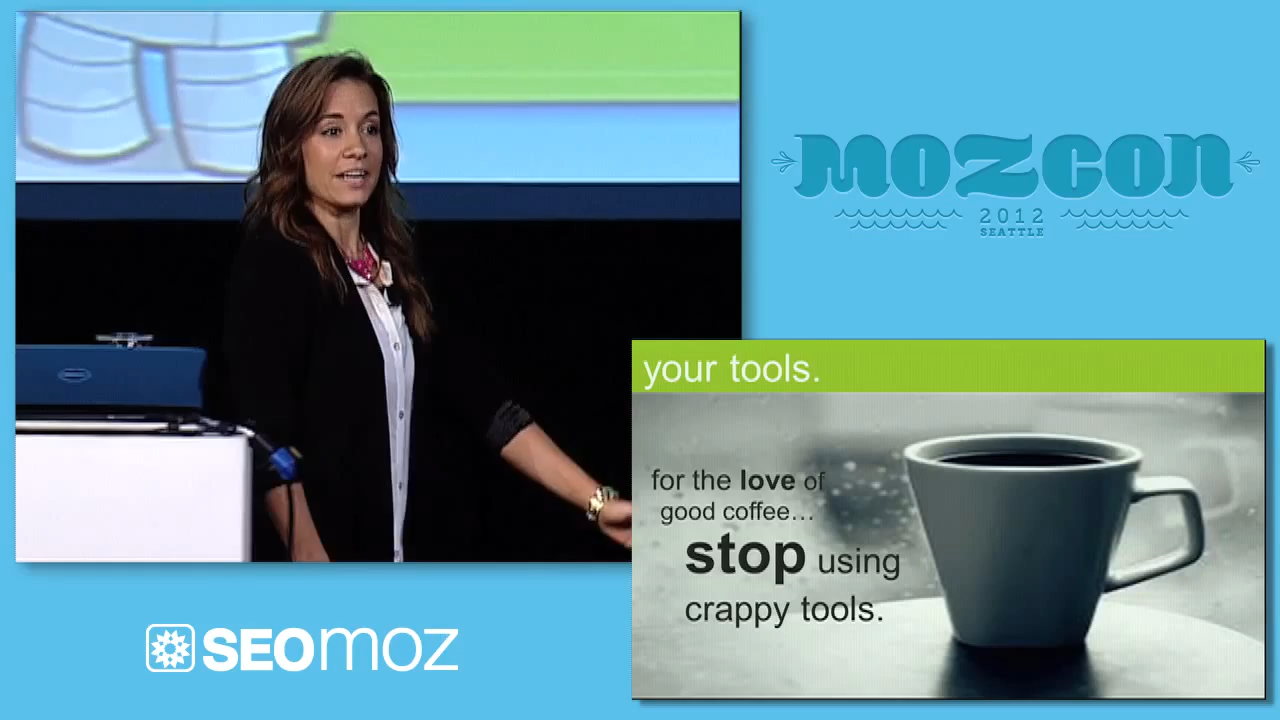 MOZCON
2012
SEATTLE
your tools.
for the love of
good coffee...
stop using
crappy tools.
SEOmoz